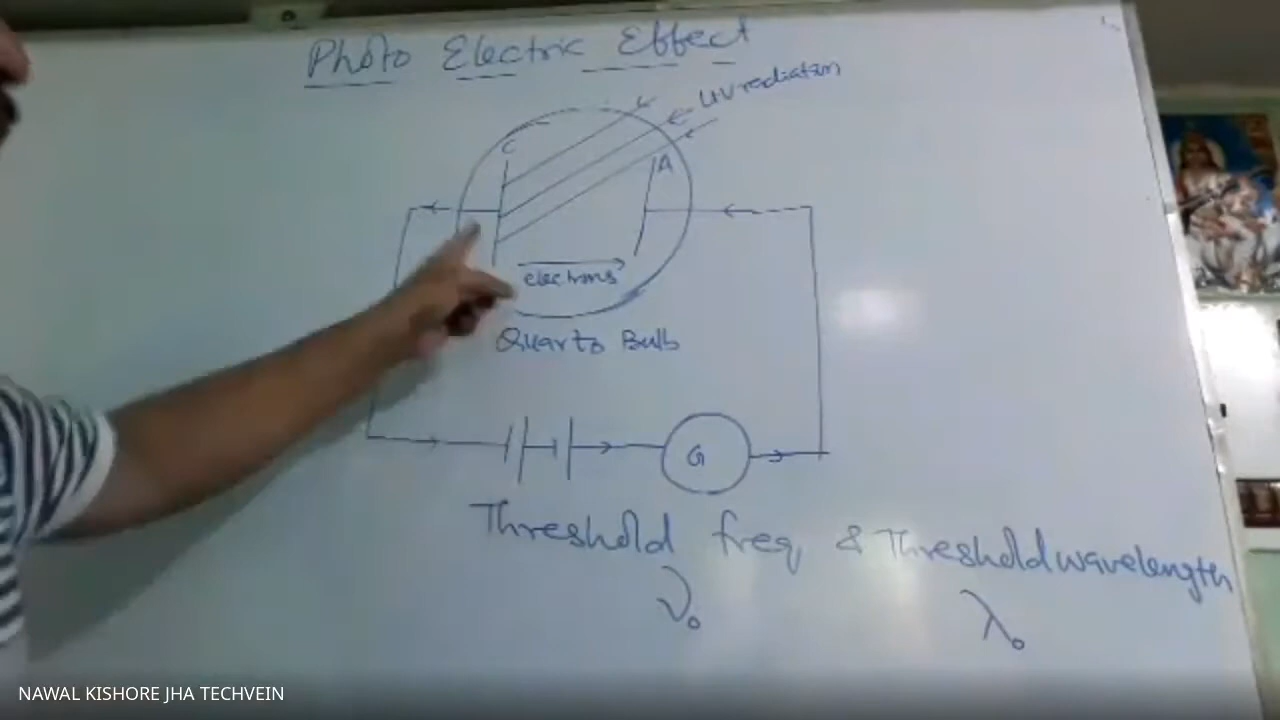 Photo Electric Effect
UV radiation
C
A
electrons
Quartz Bulb
G
Threshold freq & Threshold wavelength
ν₀ λ₀
NAWAL KISHORE JHA TECHVEIN